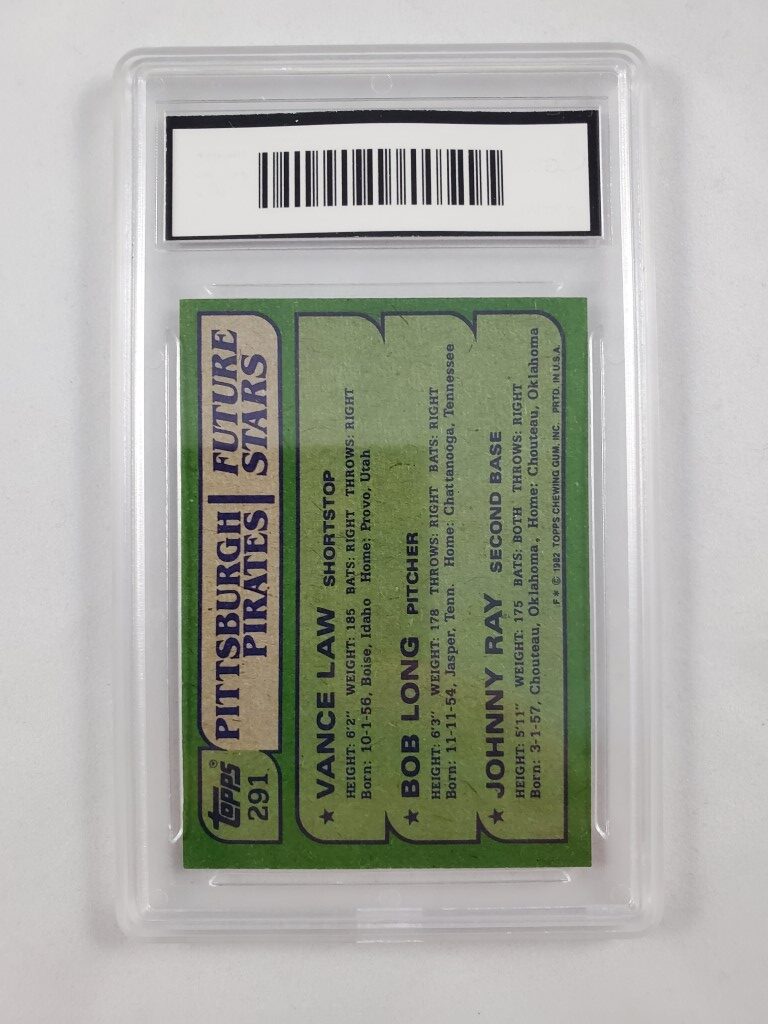 topps®
291
PITTSBURGH PIRATES
FUTURE STARS
★ VANCE LAW SHORTSTOP
HEIGHT: 6'2" WEIGHT: 185 BATS: RIGHT THROWS: RIGHT
Born: 10-1-56, Boise, Idaho Home: Provo, Utah
★ BOB LONG PITCHER
HEIGHT: 6'3" WEIGHT: 178 THROWS: RIGHT BATS: RIGHT
Born: 11-11-54, Jasper, Tenn. Home: Chattanooga, Tennessee
★ JOHNNY RAY SECOND BASE
HEIGHT: 5'11" WEIGHT: 175 BATS: BOTH THROWS: RIGHT
Born: 3-1-57, Chouteau, Oklahoma, Home: Chouteau, Oklahoma
F* © 1982 TOPPS CHEWING GUM, INC. PRTD. IN U.S.A.